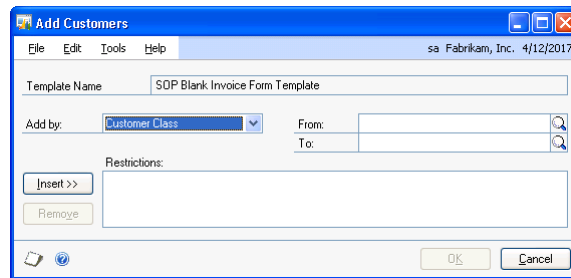 Add Customers
File Edit Tools Help sa Fabrikam, Inc. 4/12/2017
Template Name SOP Blank Invoice Form Template
Add by: Customer Class From:
To:
Restrictions:
Insert >>
Remove
OK Cancel